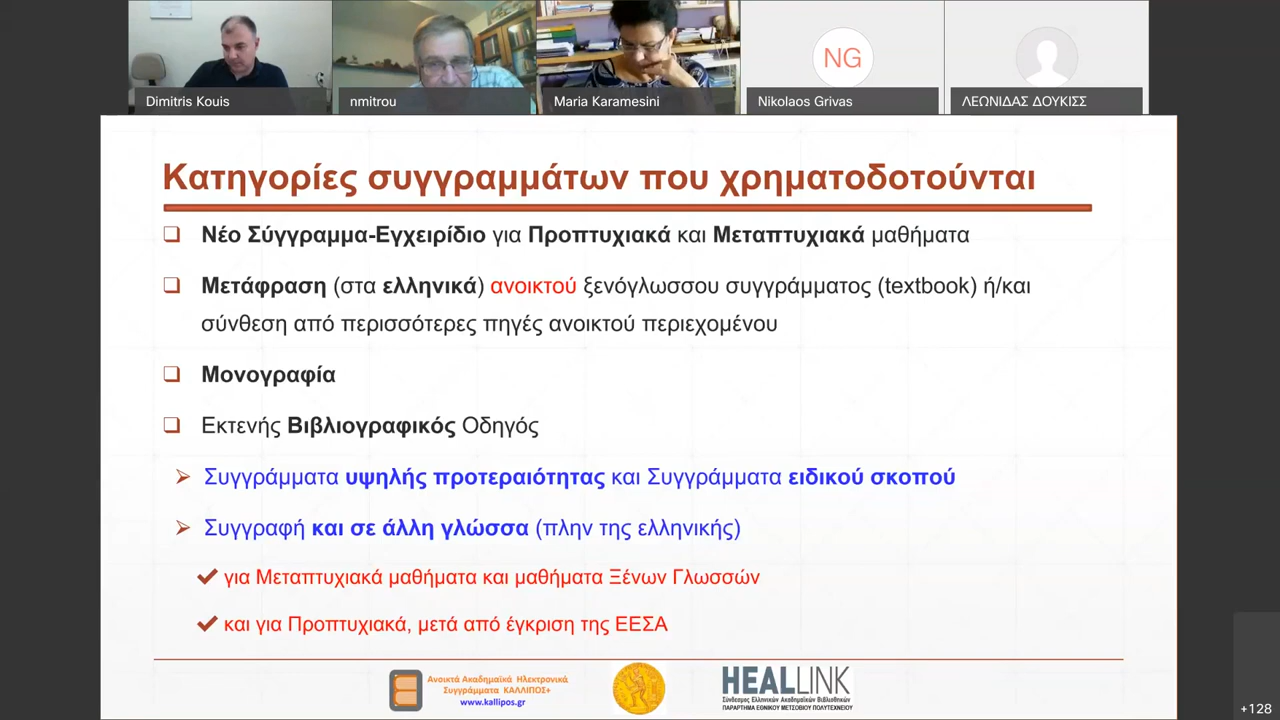 Dimitris Kouis
nmitrou
Maria Karamesini
NG
Nikolaos Grivas
ΛΕΩΝΙΔΑΣ ΔΟΥΚΙΣΣ
Κατηγορίες συγγραμμάτων που χρηματοδοτούνται
Νέο Σύγγραμμα-Εγχειρίδιο για Προπτυχιακά και Μεταπτυχιακά μαθήματα
Μετάφραση (στα ελληνικά) ανοικτού ξενόγλωσσου συγγράμματος (textbook) ή/και
σύνθεση από περισσότερες πηγές ανοικτού περιεχομένου
Μονογραφία
Εκτενής Βιβλιογραφικός Οδηγός
Συγγράμματα υψηλής προτεραιότητας και Συγγράμματα ειδικού σκοπού
Συγγραφή και σε άλλη γλώσσα (πλην της ελληνικής)
για Μεταπτυχιακά μαθήματα και μαθήματα Ξένων Γλωσσών
και για Προπτυχιακά, μετά από έγκριση της ΕΕΣΑ
Ανοικτά Ακαδημαϊκά Ηλεκτρονικά
Συγγράμματα ΚΑΛΛΙΠΟΣ+
www.kallipos.gr
HEALLINK
Σύνδεσμος Ελληνικών Ακαδημαϊκών Βιβλιοθηκών
ΠΑΡΑΡΤΗΜΑ ΕΘΝΙΚΟΥ ΜΕΤΣΟΒΙΟΥ ΠΟΛΥΤΕΧΝΕΙΟΥ
+128